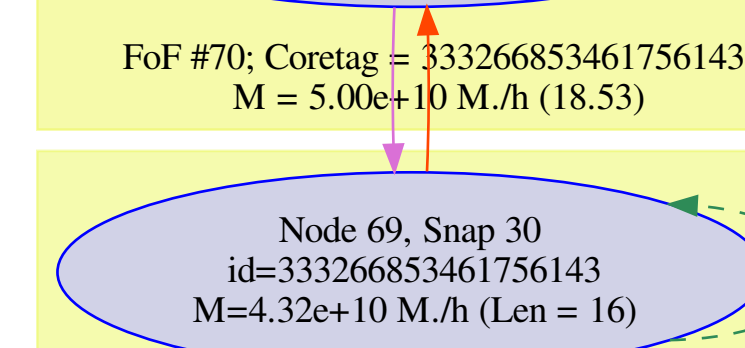 FoF #70; Coretag = 333266853461756143
M = 5.00e+10 M./h (18.53)
Node 69, Snap 30
id=333266853461756143
M=4.32e+10 M./h (Len = 16)